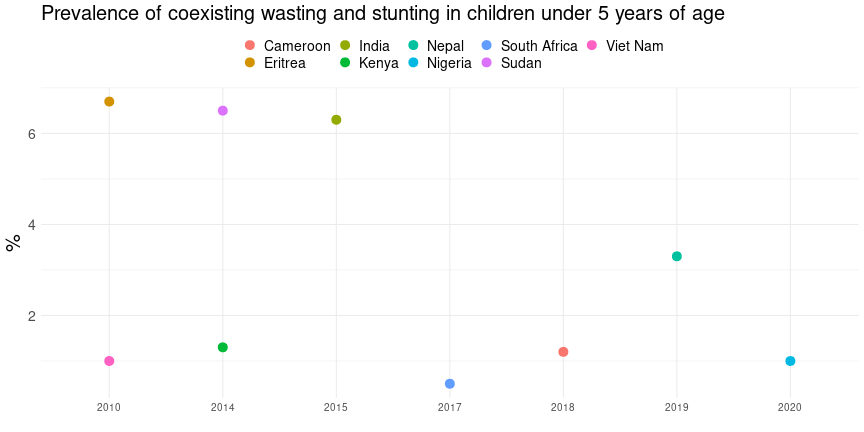 Prevalence of coexisting wasting and stunting in children under 5 years of age
Cameroon India Nepal South Africa Viet Nam
Eritrea Kenya Nigeria Sudan
6
4
2
%
2010 2014 2015 2017 2018 2019 2020